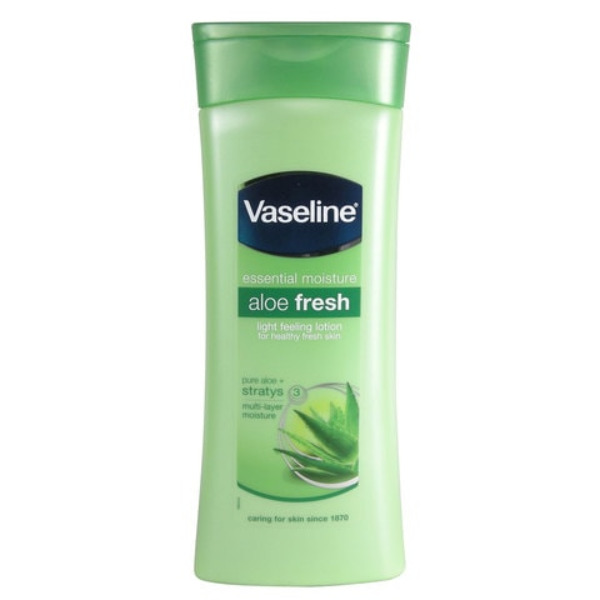 Vaseline®
essential moisture
aloe fresh
light feeling lotion
for healthy fresh skin
pure aloe +
stratys 3
multi-layer
moisture
caring for skin since 1870